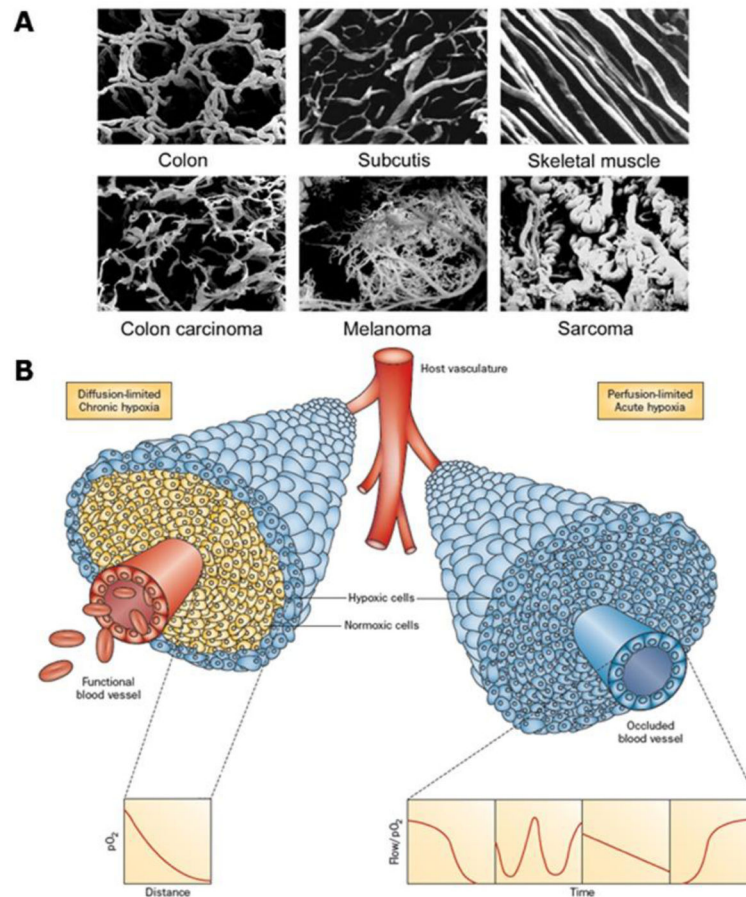 A
Colon
Subcutis
Skeletal muscle
Colon carcinoma
Melanoma
Sarcoma
B
Diffusion-limited
Chronic hypoxia
Host vasculature
Perfusion-limited
Acute hypoxia
Hypoxic cells
Normoxic cells
Functional
blood vessel
Occluded
blood vessel
pO2
Distance
Flow/pO2
Time